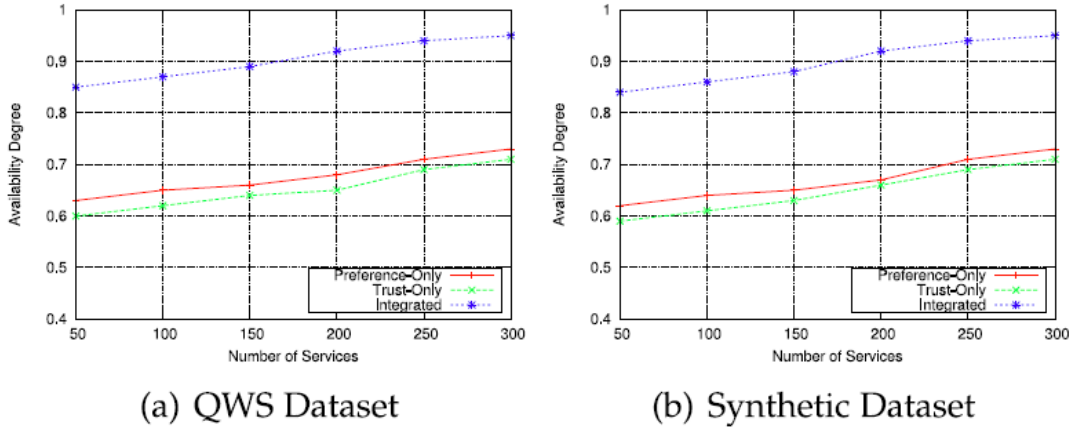 1
0.9
0.8
0.7
0.6
0.5
0.4
Availability Degree
50 100 150 200 250 300
Number of Services
Preference-Only
Trust-Only
Integrated
(a) QWS Dataset
1
0.9
0.8
0.7
0.6
0.5
0.4
Availability Degree
50 100 150 200 250 300
Number of Services
Preference-Only
Trust-Only
Integrated
(b) Synthetic Dataset